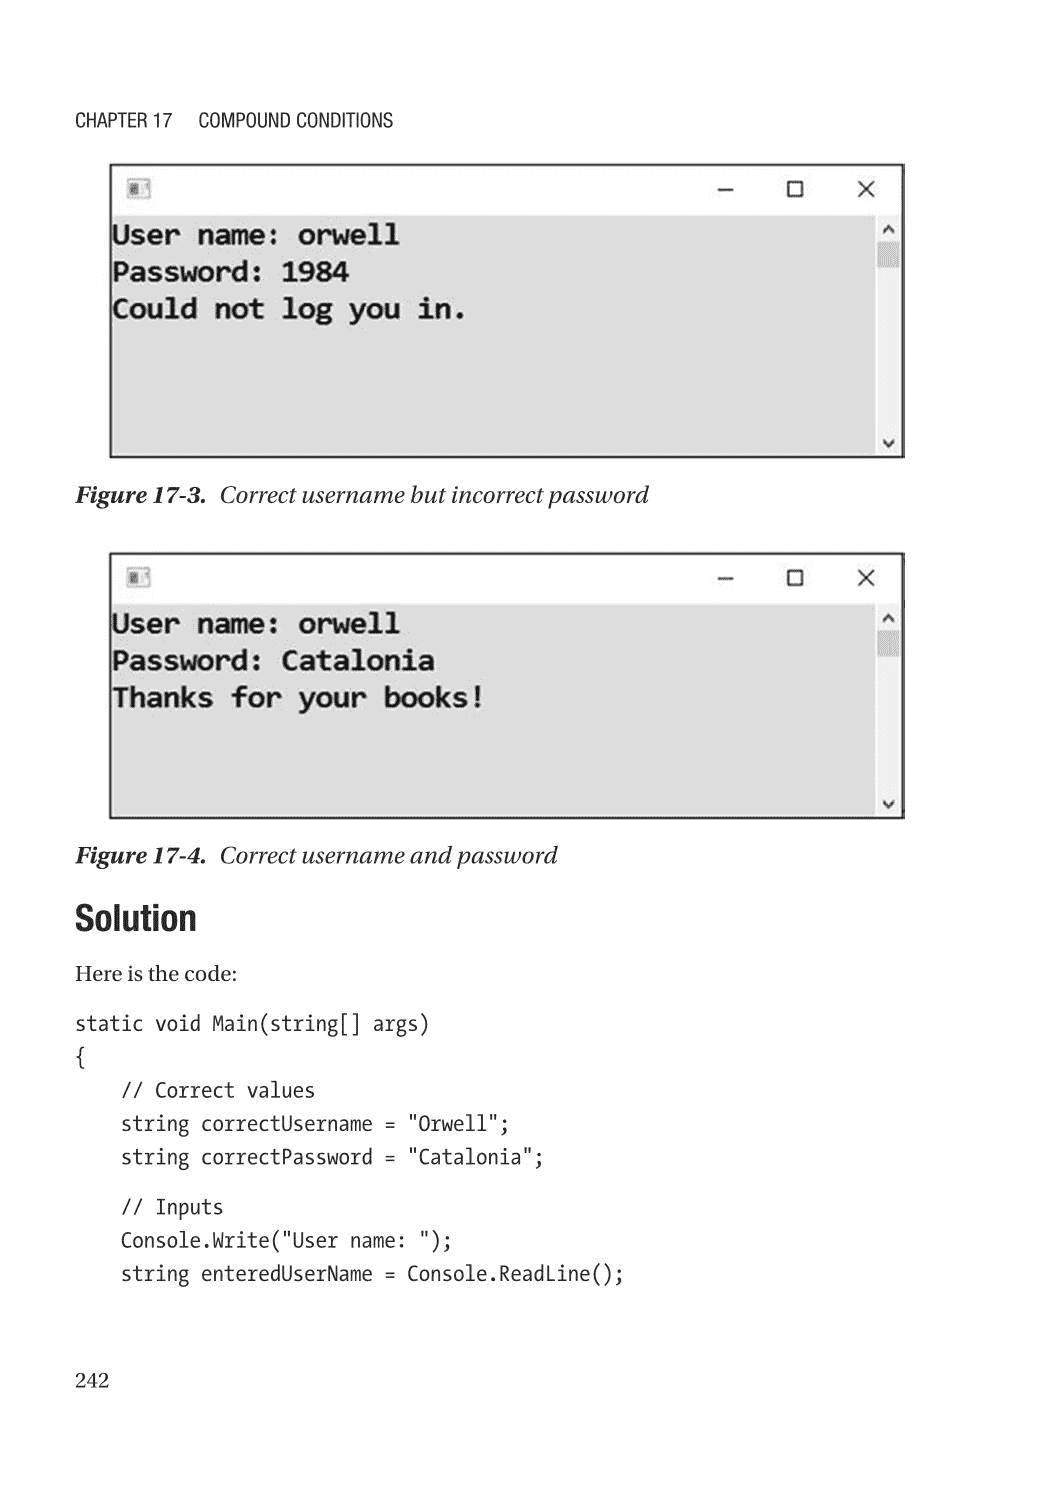 CHAPTER 17 COMPOUND CONDITIONS
User name: orwell
Password: 1984
Could not log you in.
Figure 17-3. Correct username but incorrect password
User name: orwell
Password: Catalonia
Thanks for your books!
Figure 17-4. Correct username and password
Solution
Here is the code:
static void Main(string[] args)
{
// Correct values
string correctUsername = "Orwell";
string correctPassword = "Catalonia";
// Inputs
Console.Write("User name: ");
string enteredUserName = Console.ReadLine();
242